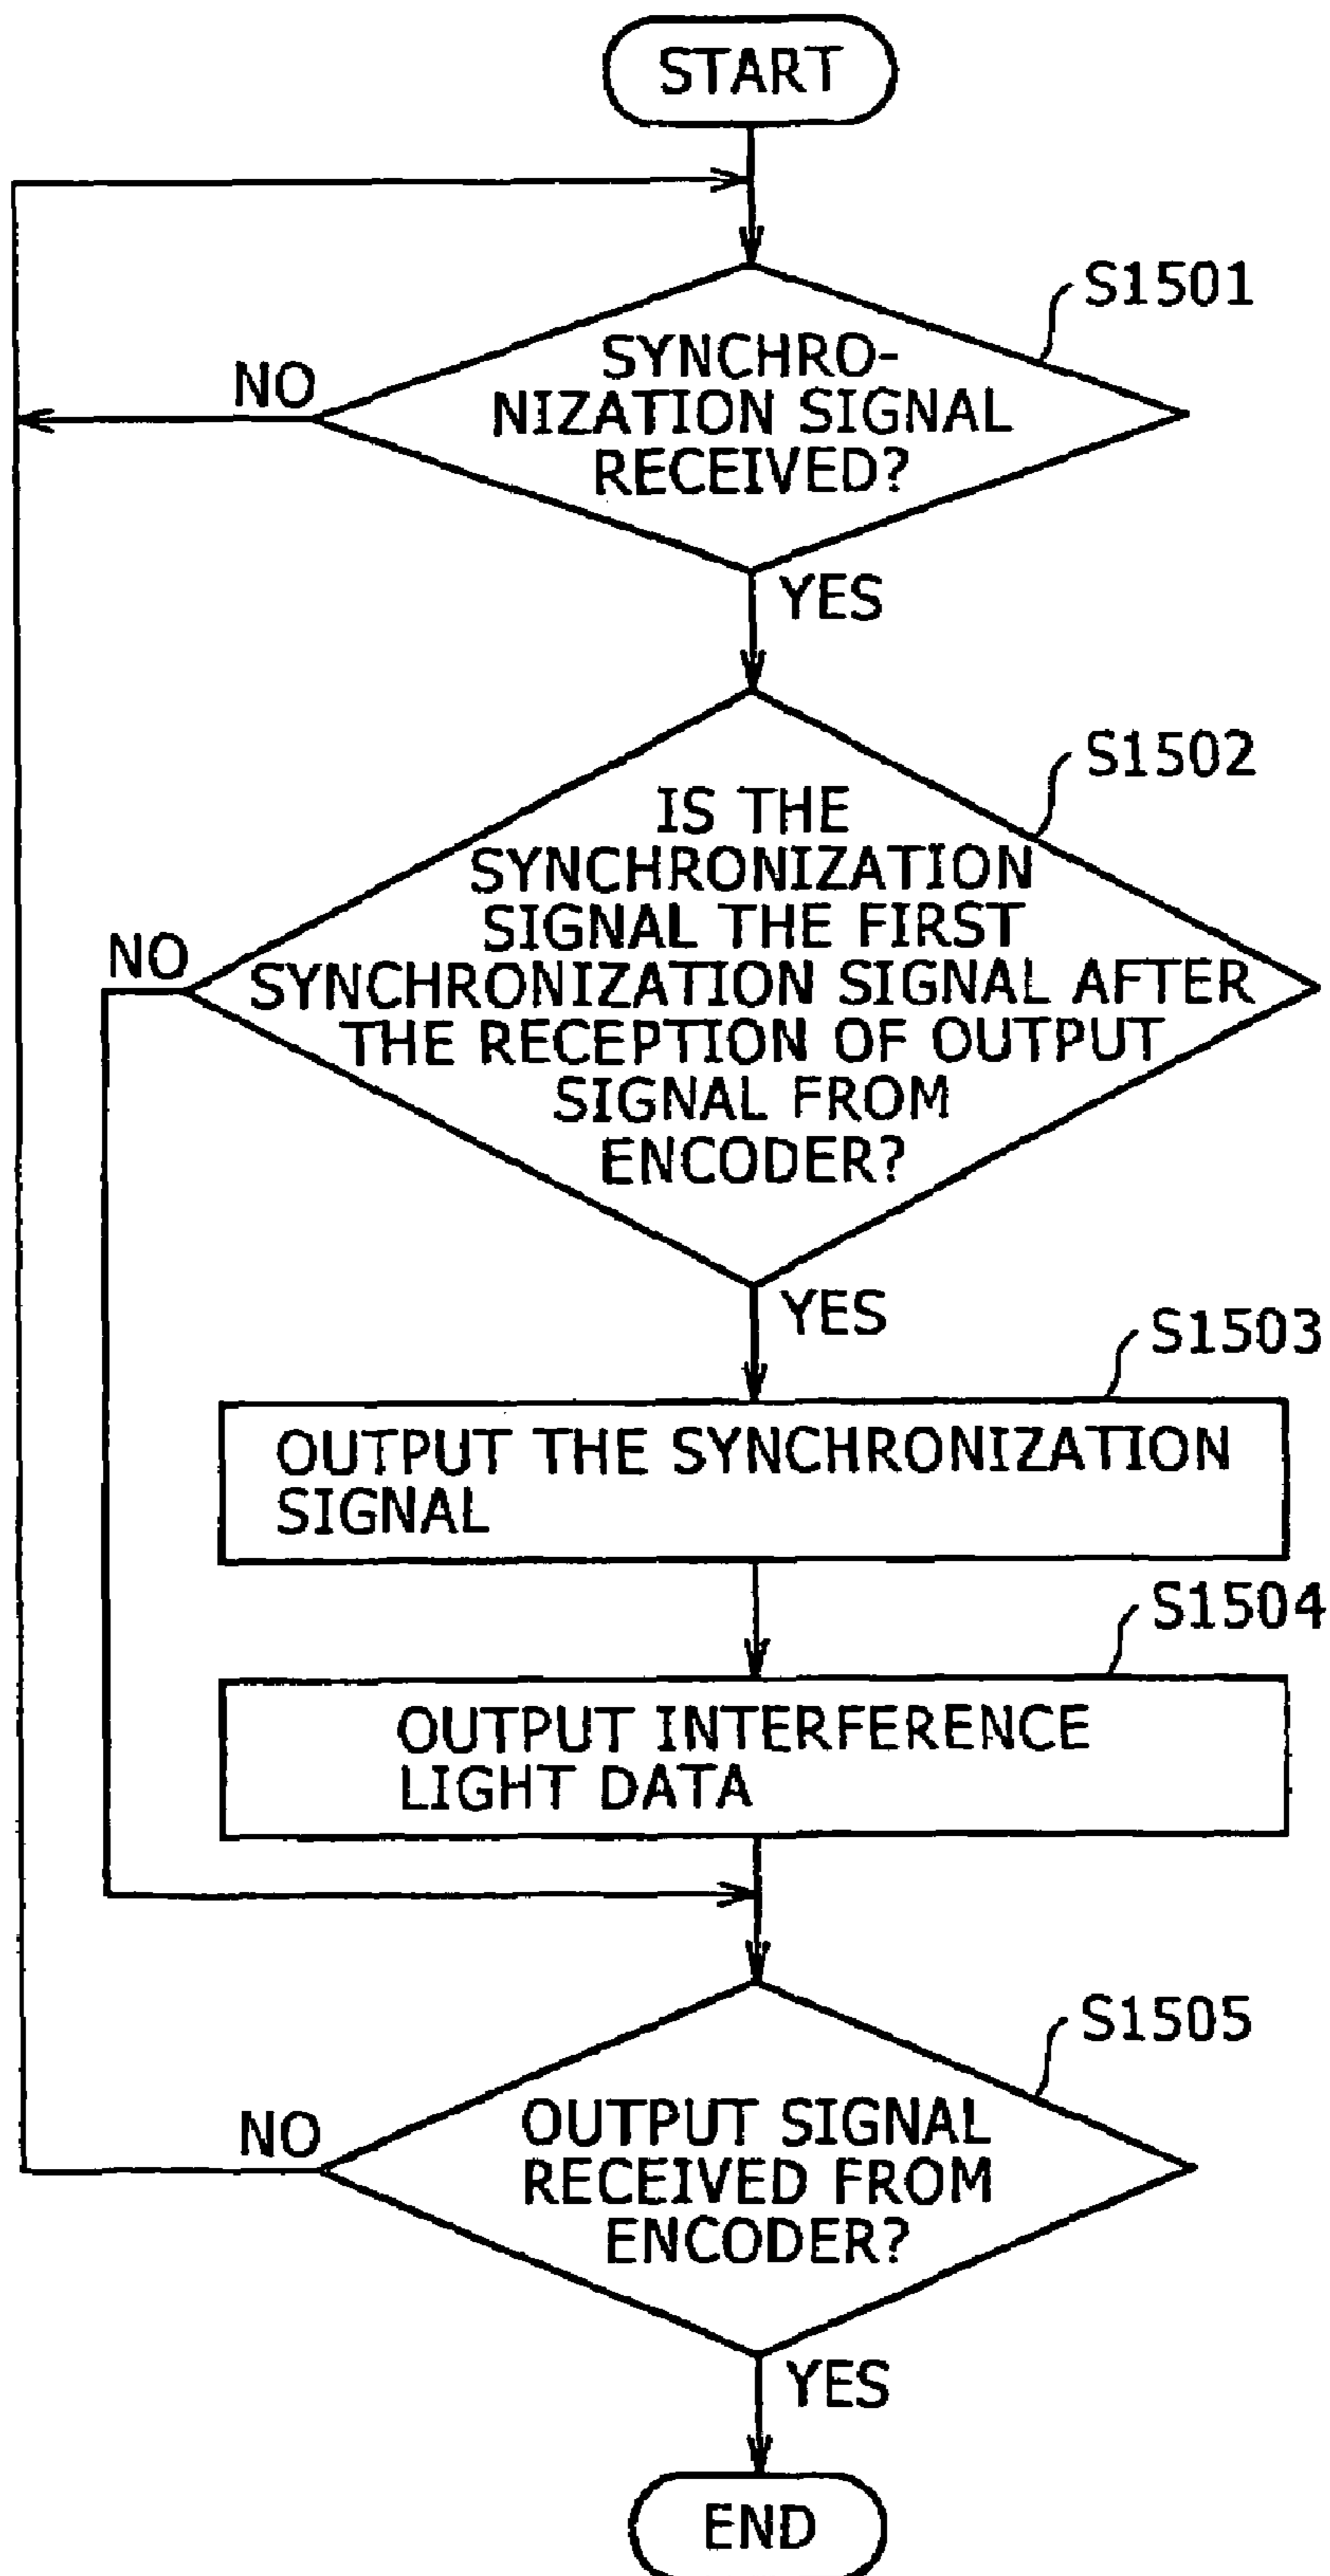 START
S1501
SYNCHRO-
NIZATION SIGNAL
RECEIVED?
NO
YES
S1502
IS THE
SYNCHRONIZATION
SIGNAL THE FIRST
SYNCHRONIZATION SIGNAL AFTER
THE RECEPTION OF OUTPUT
SIGNAL FROM
ENCODER?
NO
YES
S1503
OUTPUT THE SYNCHRONIZATION
SIGNAL
S1504
OUTPUT INTERFERENCE
LIGHT DATA
S1505
OUTPUT SIGNAL
RECEIVED FROM
ENCODER?
NO
YES
END